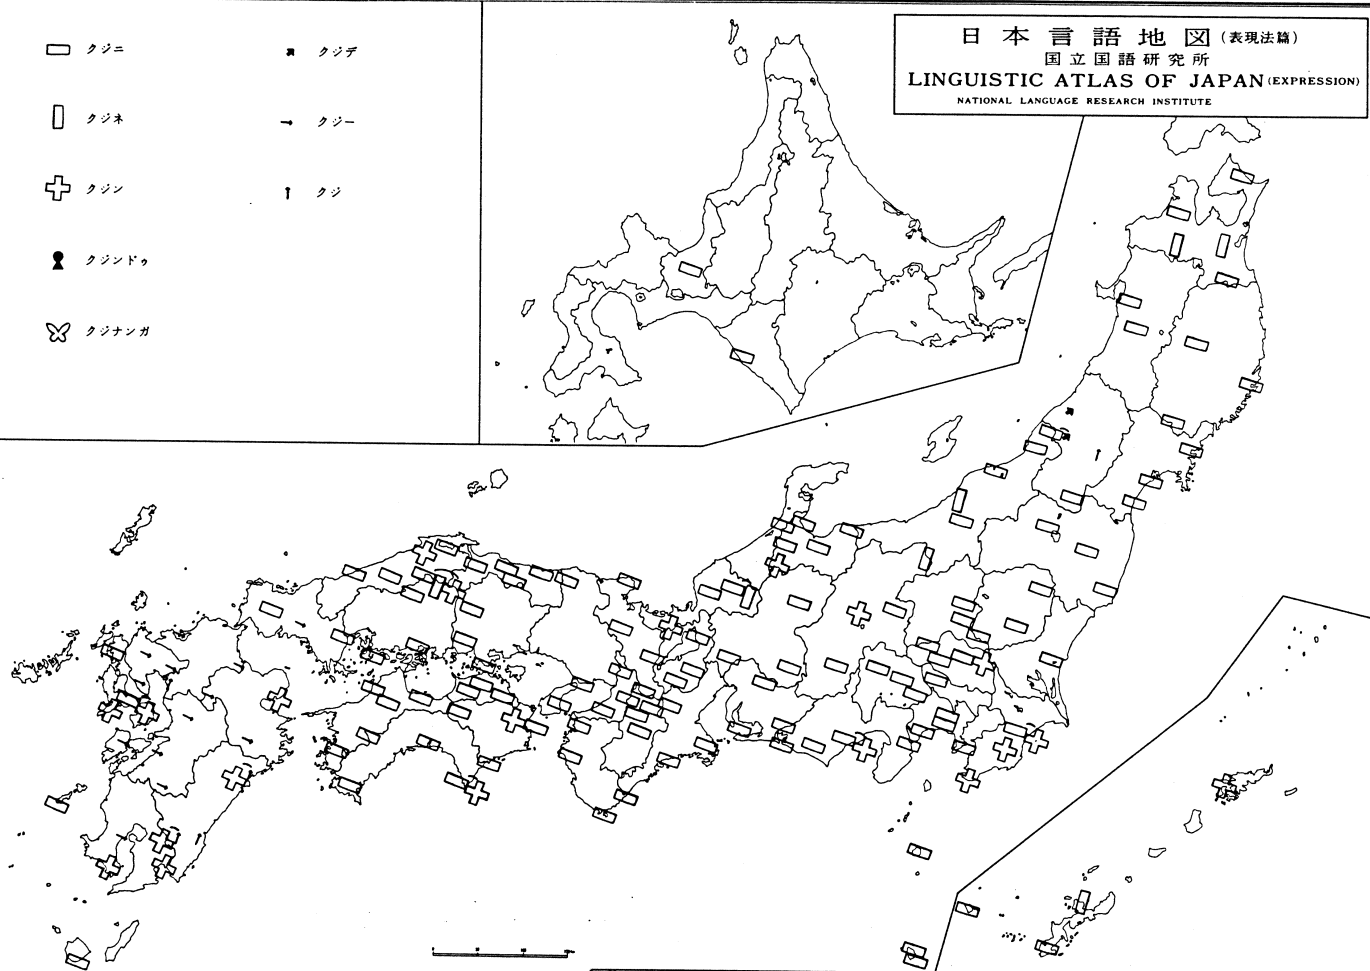 日本言語地図(表現法篇)
国立国語研究所
LINGUISTIC ATLAS OF JAPAN (EXPRESSION)
NATIONAL LANGUAGE RESEARCH INSTITUTE
クジニ
クジネ
クジン
クジンドゥ
クジナンガ
クジデ
クジー
クジ